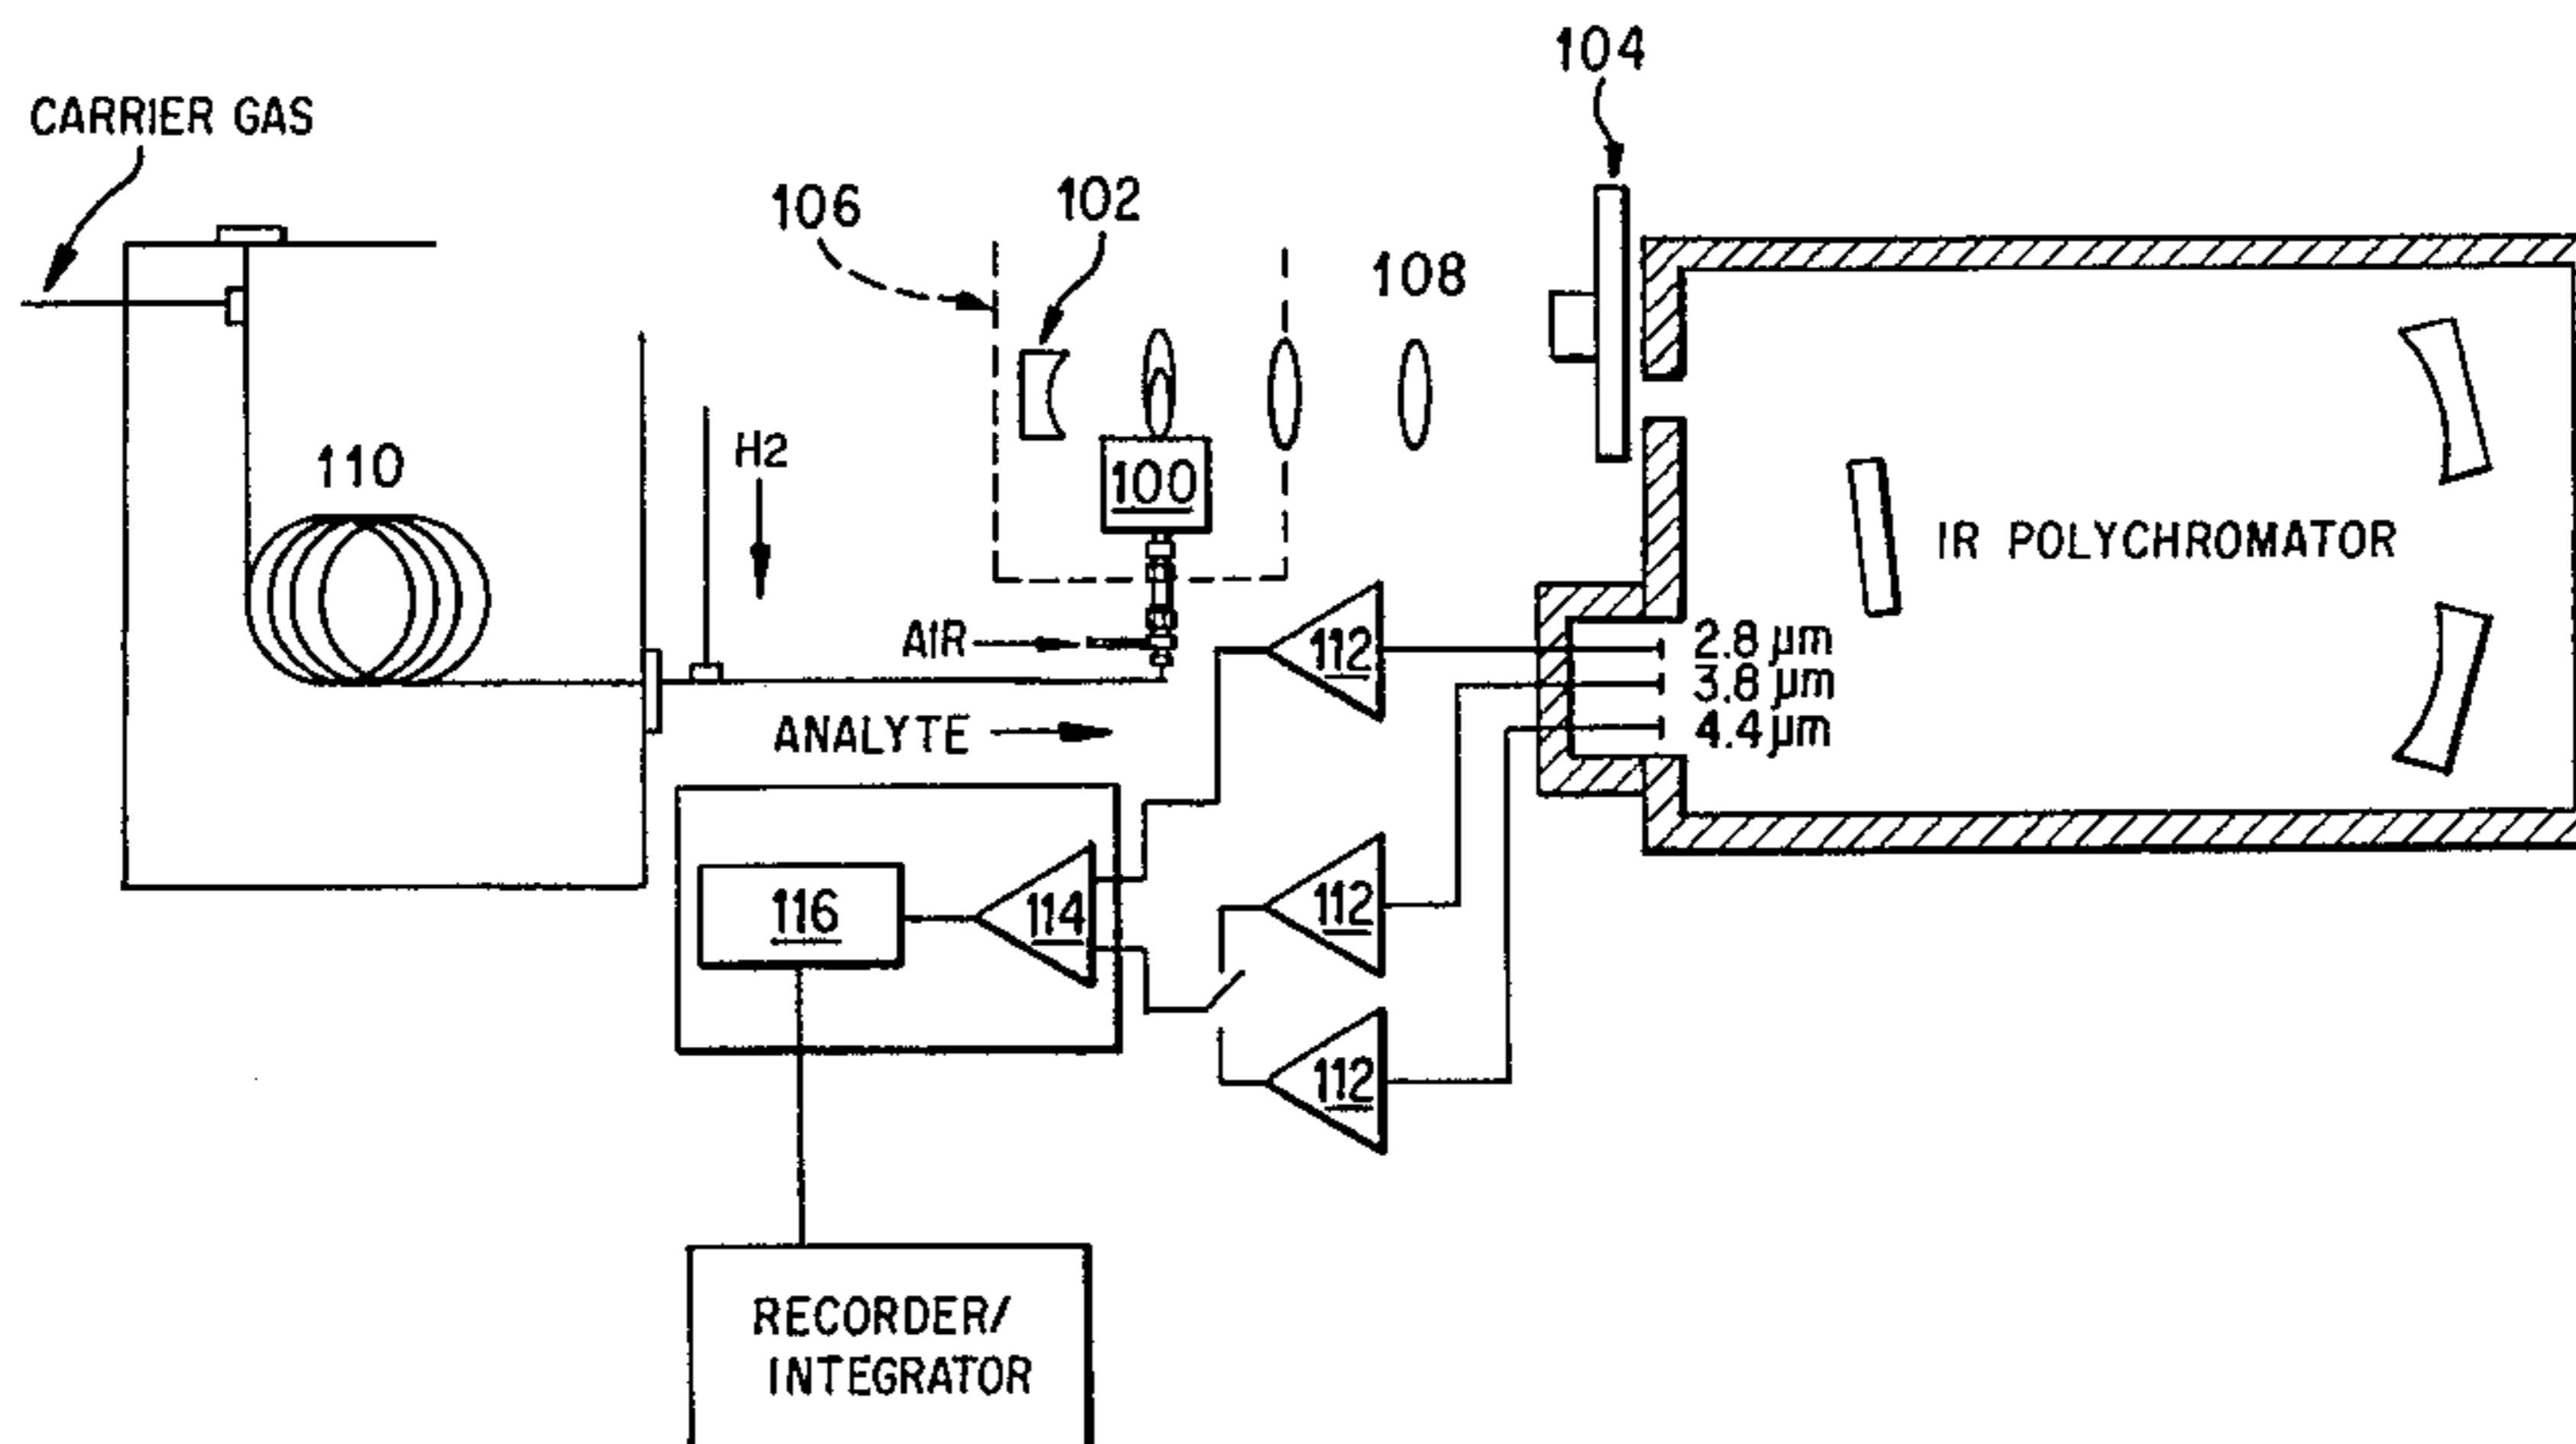 104
CARRIER GAS
106
102
108
H2
110
100
IR POLYCHROMATOR
AIR
112
2.8 µm
3.8 µm
4.4 µm
ANALYTE
116
114
112
112
RECORDER/
INTEGRATOR